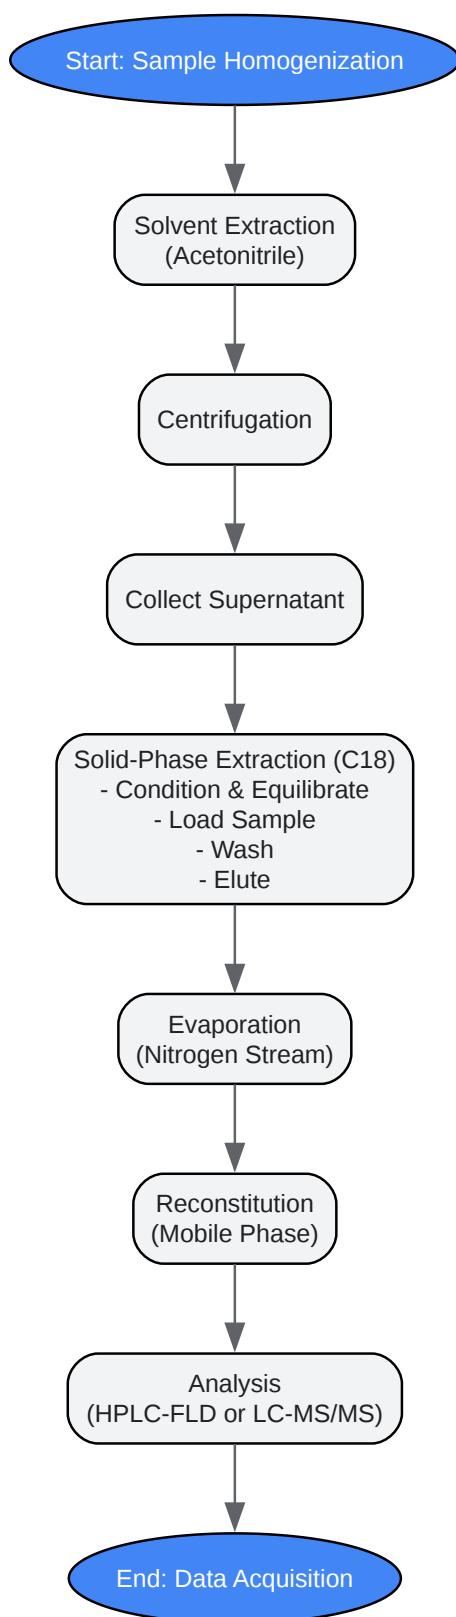 Start: Sample Homogenization
Solvent Extraction
(Acetonitrile)
Centrifugation
Collect Supernatant
Solid-Phase Extraction (C18)
- Condition & Equilibrate
- Load Sample
- Wash
- Elute
Evaporation
(Nitrogen Stream)
Reconstitution
(Mobile Phase)
Analysis
(HPLC-FLD or LC-MS/MS)
End: Data Acquisition